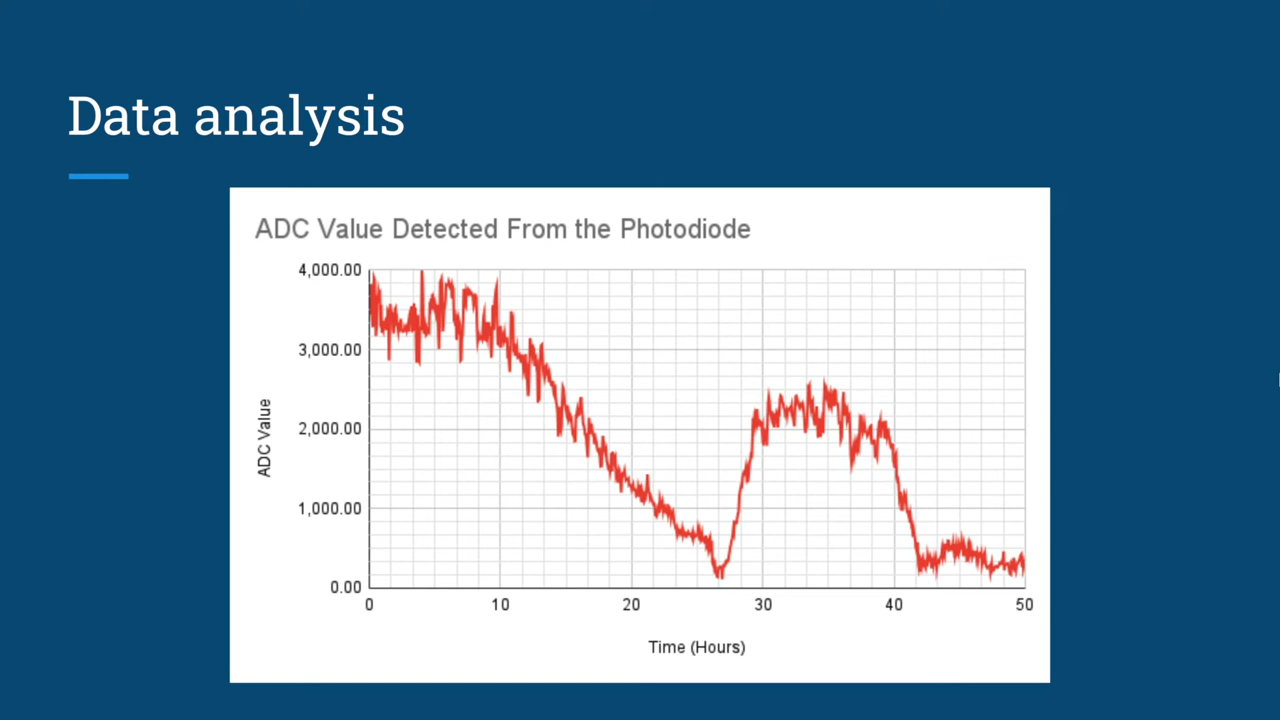 Data analysis
ADC Value Detected From the Photodiode
4,000.00
3,000.00
2,000.00
1,000.00
0.00
ADC Value
0 10 20 30 40 50
Time (Hours)